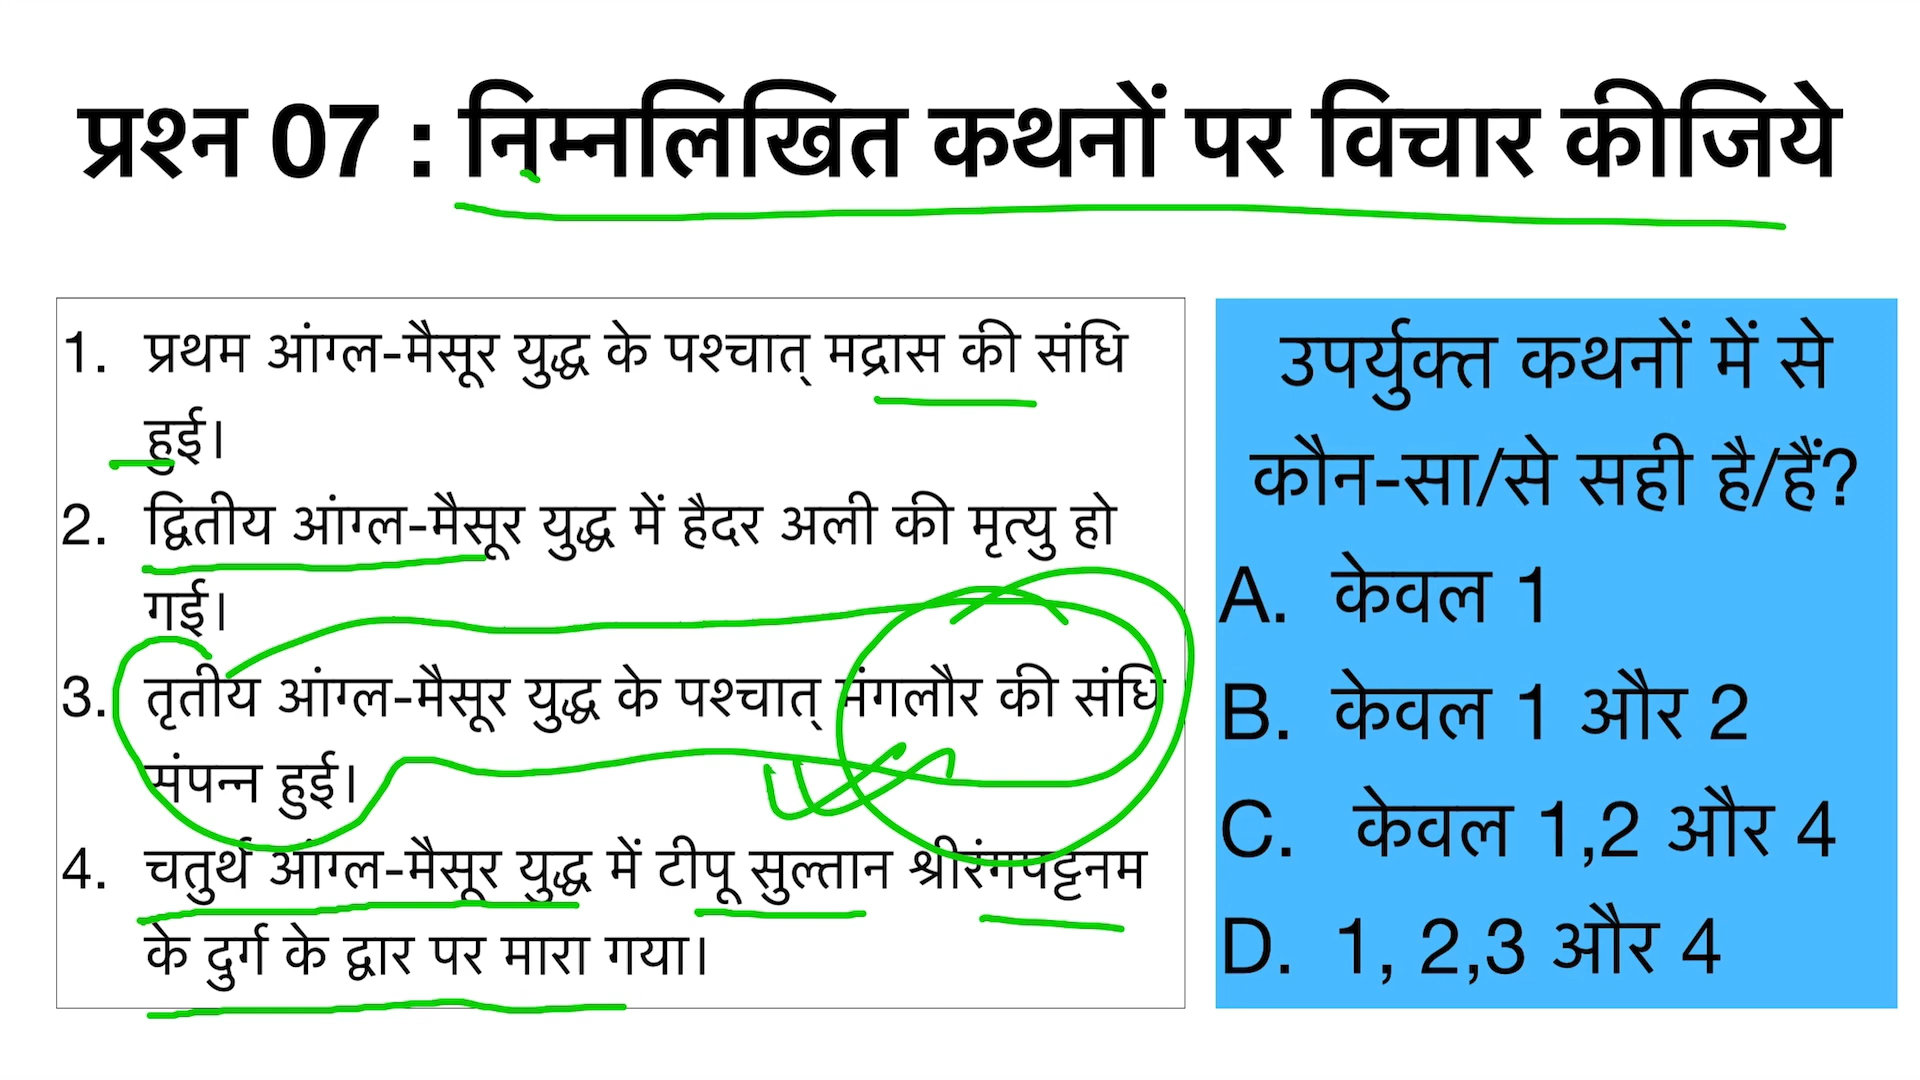 प्रश्न 07 : निम्नलिखित कथनों पर विचार कीजिये
1. प्रथम आंग्ल-मैसूर युद्ध के पश्चात् मद्रास की संधि
हुई।
2. द्वितीय आंग्ल-मैसूर युद्ध में हैदर अली की मृत्यु हो
गई।
3. तृतीय आंग्ल-मैसूर युद्ध के पश्चात् मंगलौर की संधि
संपन्न हुई।
4. चतुर्थ आंग्ल-मैसूर युद्ध में टीपू सुल्तान श्रीरंगपट्टनम
के दुर्ग के द्वार पर मारा गया।
उपर्युक्त कथनों में से
कौन-सा/से सही है/हैं?
A. केवल 1
B. केवल 1 और 2
C. केवल 1,2 और 4
D. 1, 2,3 और 4